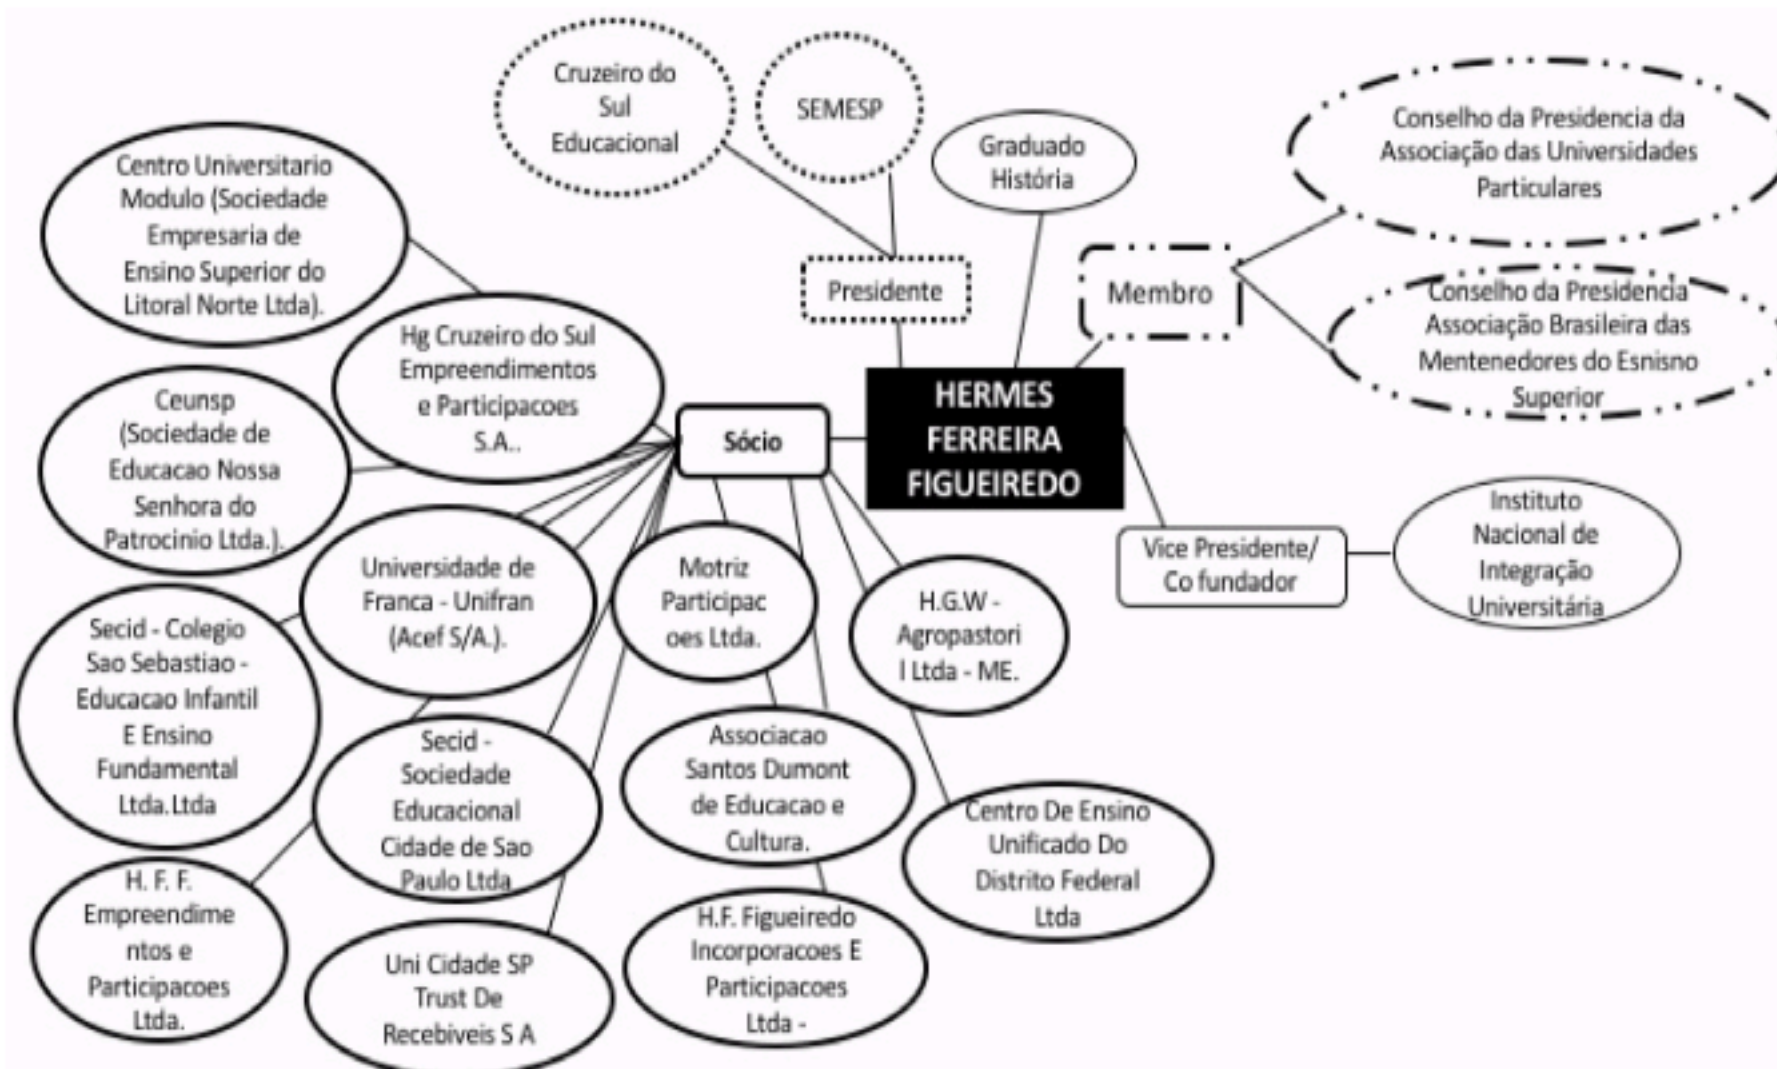 Cruzeiro do
Sul
Educacional
SEMESP
Graduado
História
Conselho da Presidencia da
Associação das Universidades
Particulares
Centro Universitario
Modulo (Sociedade
Empresaria de
Ensino Superior do
Litoral Norte Ltda).
Presidente
Membro
Conselho da Presidencia
Associação Brasileira das
Mentenedores do Esnisno
Superior
Hg Cruzeiro do Sul
Empreendimentos
e Participacoes
S.A..
HERMES
FERREIRA
FIGUEIREDO
Sócio
Ceunsp
(Sociedade de
Educacao Nossa
Senhora do
Patrocinio Ltda.).
Vice Presidente/
Co fundador
Instituto
Nacional de
Integração
Universitária
Universidade de
Franca - Unifran
(Acef S/A.).
Motriz
Participac
oes Ltda.
H.G.W -
Agropastori
l Ltda - ME.
Secid - Colegio
Sao Sebastiao -
Educacao Infantil
E Ensino
Fundamental
Ltda.Ltda
Secid -
Sociedade
Educacional
Cidade de Sao
Paulo Ltda
Associacao
Santos Dumont
de Educacao e
Cultura.
Centro De Ensino
Unificado Do
Distrito Federal
Ltda
H. F. F.
Empreendime
ntos e
Participacoes
Ltda.
Uni Cidade SP
Trust De
Recebiveis S A
H.F. Figueiredo
Incorporacoes E
Participacoes
Ltda -